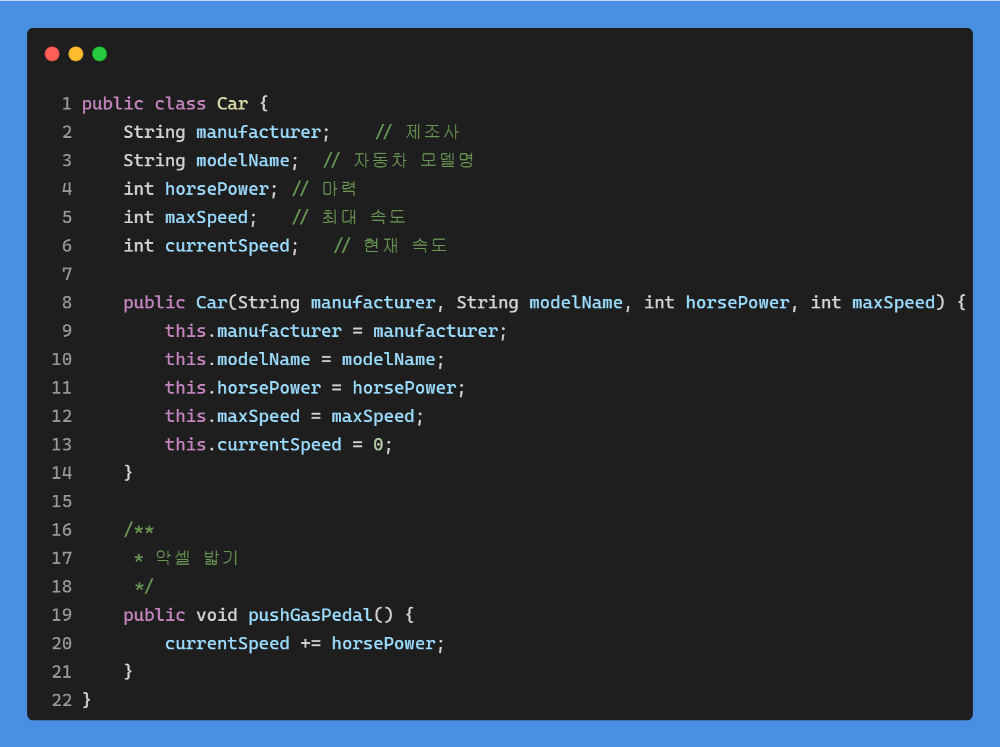 1 public class Car {
2     String manufacturer;    // 제조사
3     String modelName;  // 자동차 모델명
4     int horsePower; // 마력
5     int maxSpeed;   // 최대 속도
6     int currentSpeed;   // 현재 속도
7
8     public Car(String manufacturer, String modelName, int horsePower, int maxSpeed) {
9         this.manufacturer = manufacturer;
10         this.modelName = modelName;
11         this.horsePower = horsePower;
12         this.maxSpeed = maxSpeed;
13         this.currentSpeed = 0;
14     }
15
16     /**
17      * 악셀 밟기
18      */
19     public void pushGasPedal() {
20         currentSpeed += horsePower;
21     }
22 }